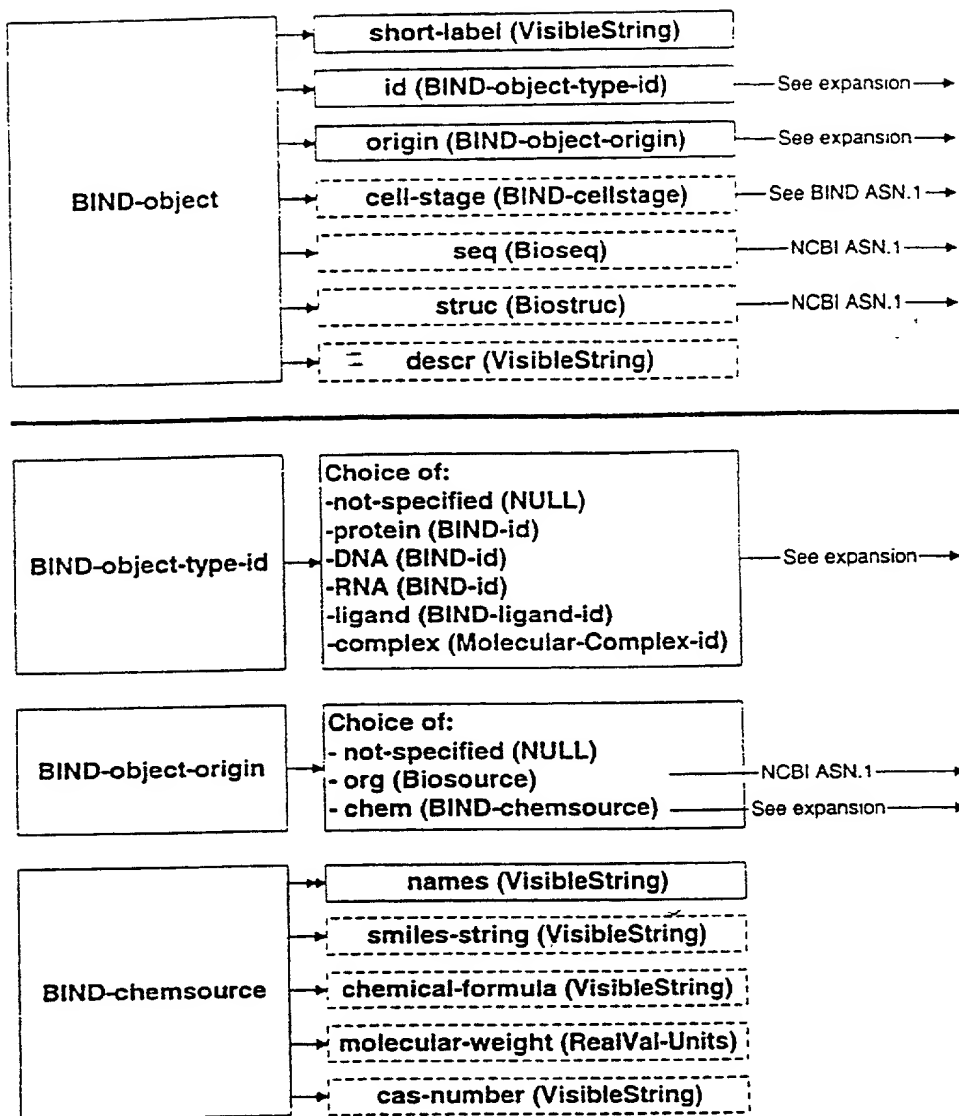 short-label (VisibleString)
id (BIND-object-type-id)
See expansion
origin (BIND-object-origin)
See expansion
BIND-object
cell-stage (BIND-cellstage)
See BIND ASN.1
seq (Bioseq)
NCBI ASN.1
struc (Biostruc)
NCBI ASN.1
descr (VisibleString)
BIND-object-type-id
Choice of:
-not-specified (NULL)
-protein (BIND-id)
-DNA (BIND-id)
-RNA (BIND-id)
-ligand (BIND-ligand-id)
-complex (Molecular-Complex-id)
See expansion
BIND-object-origin
Choice of:
- not-specified (NULL)
- org (Biosource)
NCBI ASN.1
- chem (BIND-chemsource)
See expansion
BIND-chemsource
names (VisibleString)
smiles-string (VisibleString)
chemical-formula (VisibleString)
molecular-weight (RealVal-Units)
cas-number (VisibleString)